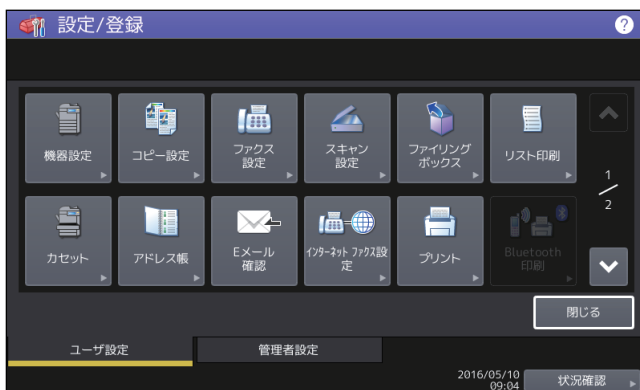 設定/登録
?
機器設定
コピー設定
ファクス
設定
スキャン
設定
ファイリング
ボックス
リスト印刷
1
2
カセット
アドレス帳
Eメール
確認
インターネット ファクス設
定
プリント
Bluetooth
印刷
閉じる
ユーザ設定
管理者設定
2016/05/10
09:04
状況確認